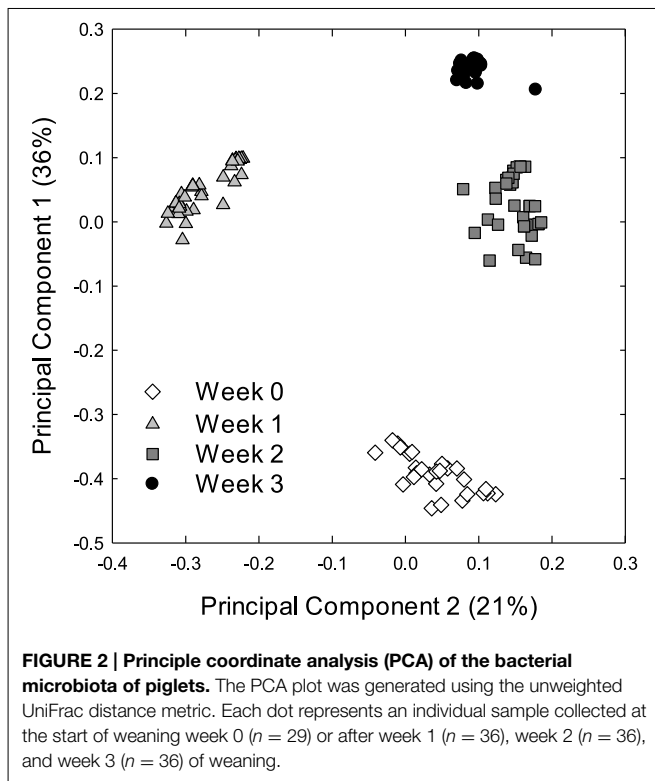 0.3
0.2
0.1
0.0
-0.1
-0.2
-0.3
-0.4
-0.5
Principal Component 1 (36%)
Week 0
Week 1
Week 2
Week 3
-0.4 -0.3 -0.2 -0.1 0.0 0.1 0.2 0.3
Principal Component 2 (21%)
FIGURE 2 | Principle coordinate analysis (PCA) of the bacterial
microbiota of piglets. The PCA plot was generated using the unweighted
UniFrac distance metric. Each dot represents an individual sample collected at
the start of weaning week 0 (n = 29) or after week 1 (n = 36), week 2 (n = 36),
and week 3 (n = 36) of weaning.